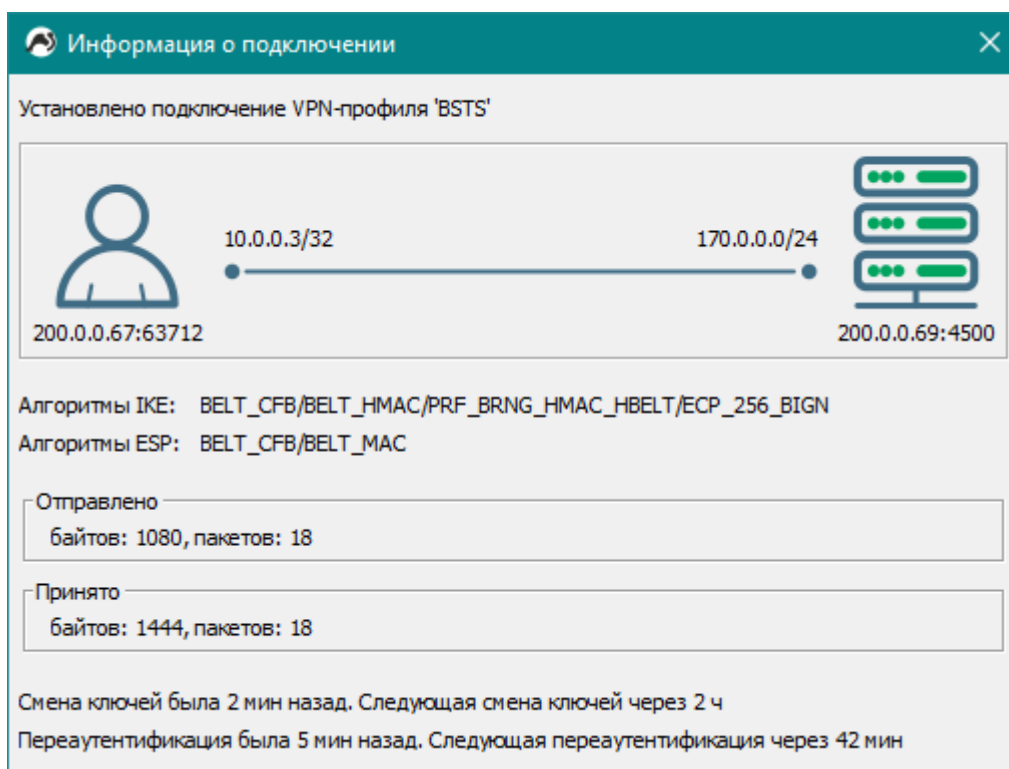 Информация о подключении
Установлено подключение VPN-профиля 'BSTS'
10.0.0.3/32
170.0.0.0/24
200.0.0.67:63712
200.0.0.69:4500
Алгоритмы IKE: BELT_CFB/BELT_HMAC/PRF_BRNG_HMAC_HBELT/ECP_256_BIGN
Алгоритмы ESP: BELT_CFB/BELT_MAC
Отправлено
байтов: 1080, пакетов: 18
Принято
байтов: 1444, пакетов: 18
Смена ключей была 2 мин назад. Следующая смена ключей через 2 ч
Переаутентификация была 5 мин назад. Следующая переаутентификация через 42 мин